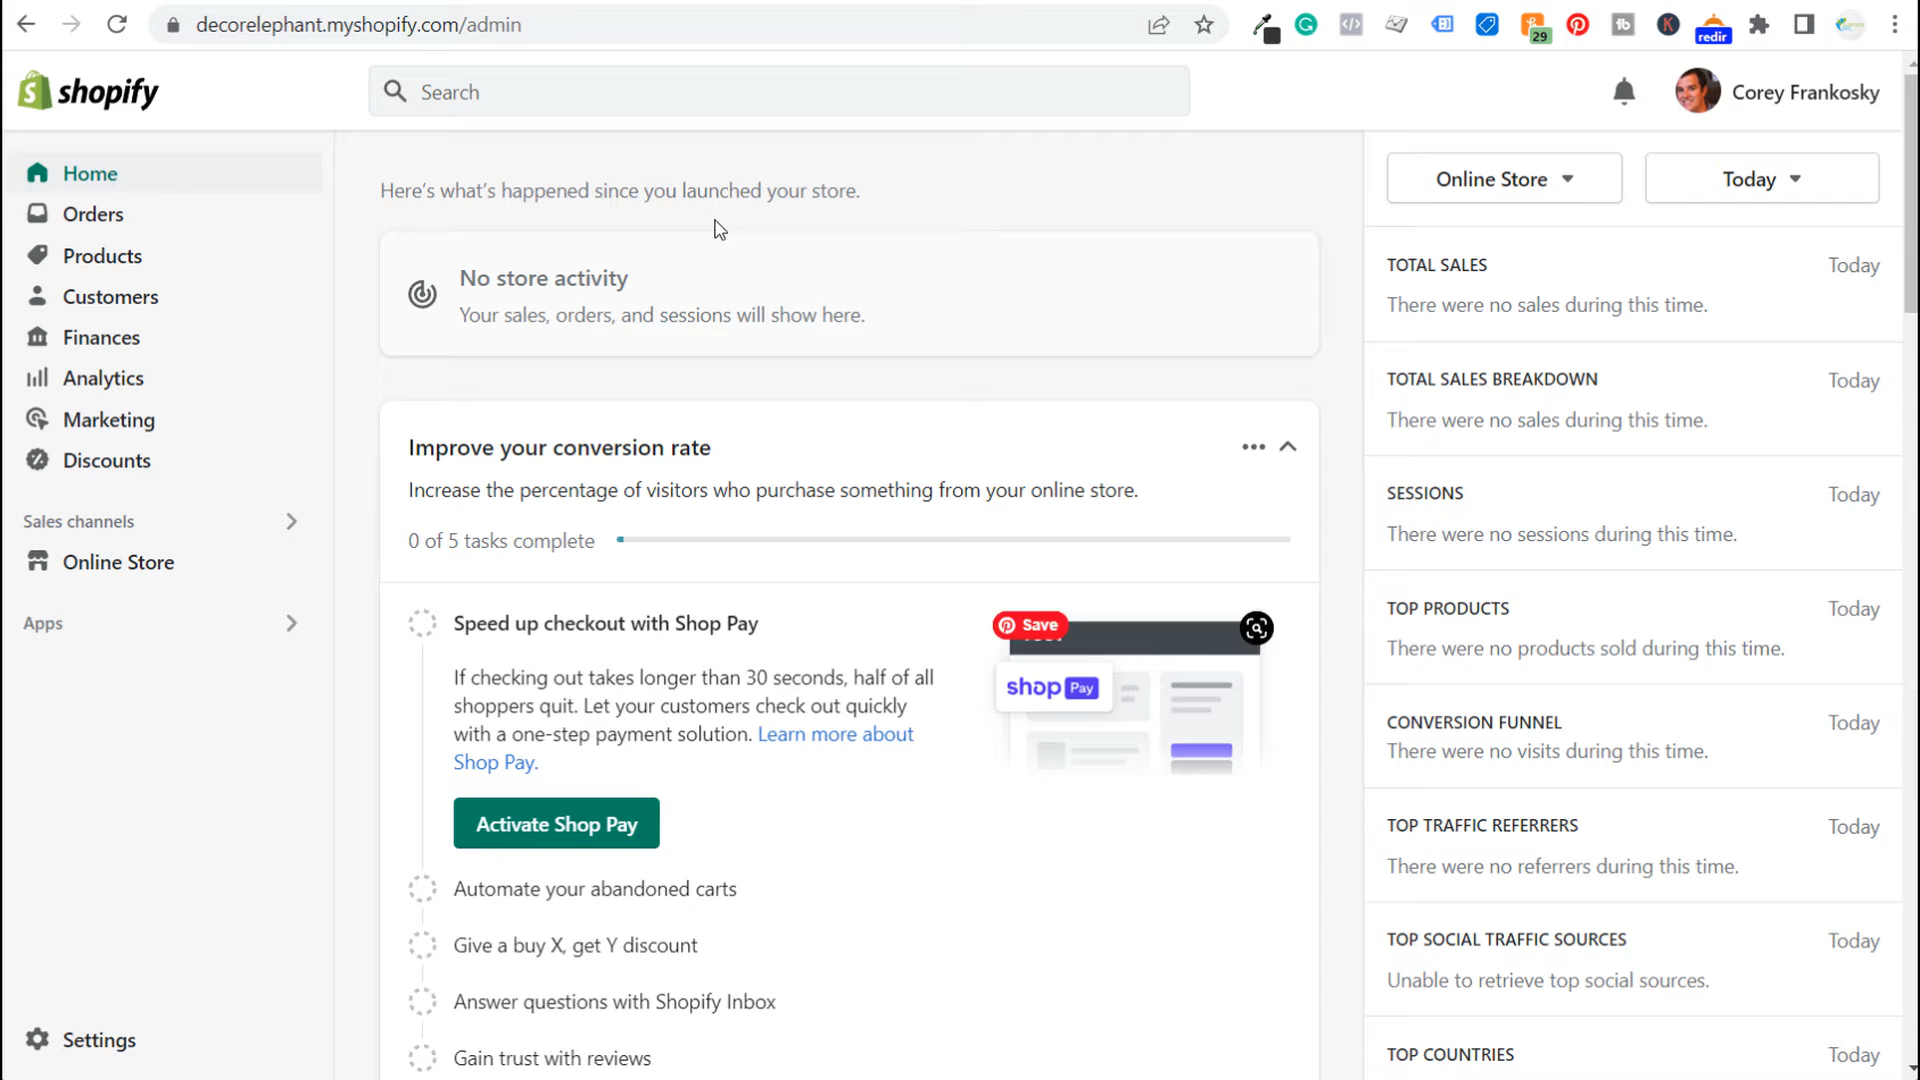 decorelephant.myshopify.com/admin
29
redir
shopify
Search
Corey Frankosky
Home
Orders
Products
Customers
Finances
Analytics
Marketing
Discounts
Sales channels
Online Store
Apps
Settings
Here's what's happened since you launched your store.
No store activity
Your sales, orders, and sessions will show here.
Improve your conversion rate
Increase the percentage of visitors who purchase something from your online store.
0 of 5 tasks complete
Speed up checkout with Shop Pay
If checking out takes longer than 30 seconds, half of all
shoppers quit. Let your customers check out quickly
with a one-step payment solution. Learn more about
Shop Pay.
Activate Shop Pay
Save
shop Pay
Automate your abandoned carts
Give a buy X, get Y discount
Answer questions with Shopify Inbox
Gain trust with reviews
Online Store
Today
TOTAL SALES Today
There were no sales during this time.
TOTAL SALES BREAKDOWN Today
There were no sales during this time.
SESSIONS Today
There were no sessions during this time.
TOP PRODUCTS Today
There were no products sold during this time.
CONVERSION FUNNEL Today
There were no visits during this time.
TOP TRAFFIC REFERRERS Today
There were no referrers during this time.
TOP SOCIAL TRAFFIC SOURCES Today
Unable to retrieve top social sources.
TOP COUNTRIES Today